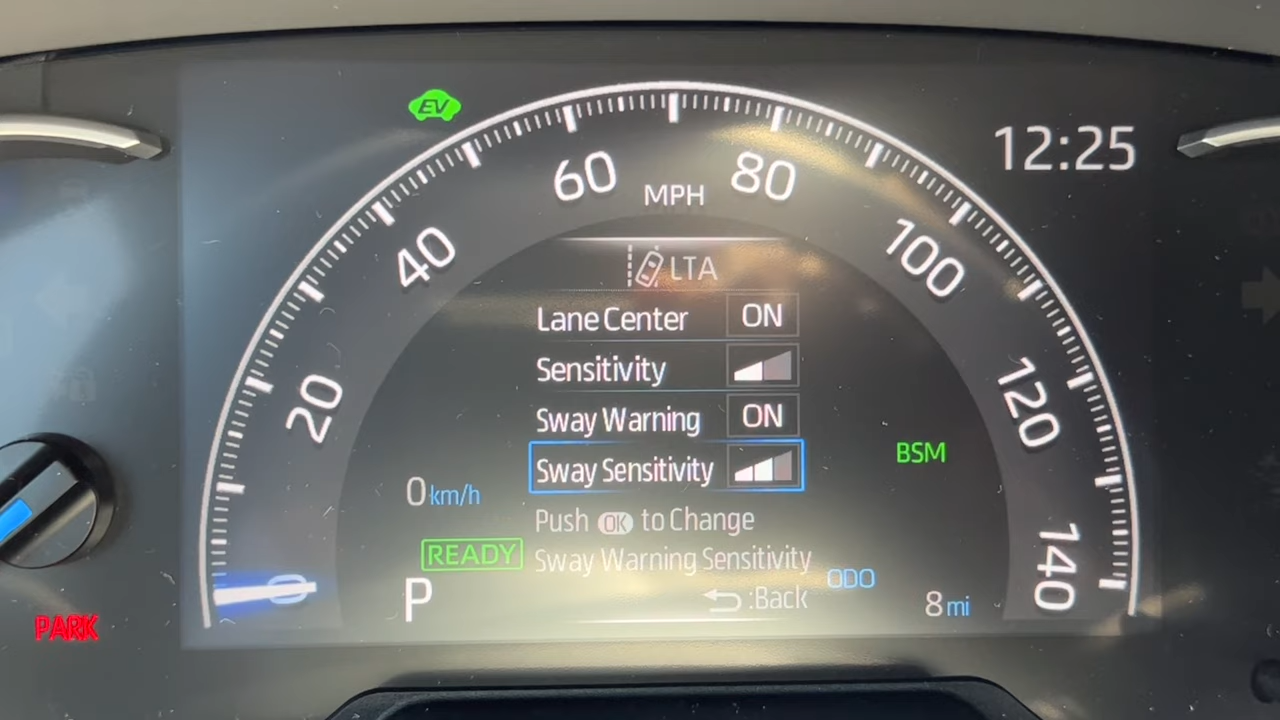 EV
12:25
60
MPH
80
40
100
LTA
Lane Center ON
Sensitivity
20
120
Sway Warning ON
BSM
Sway Sensitivity
0 km/h
Push OK to Change
READY
Sway Warning Sensitivity
140
ODO
0
P
:Back
8 mi
PARK